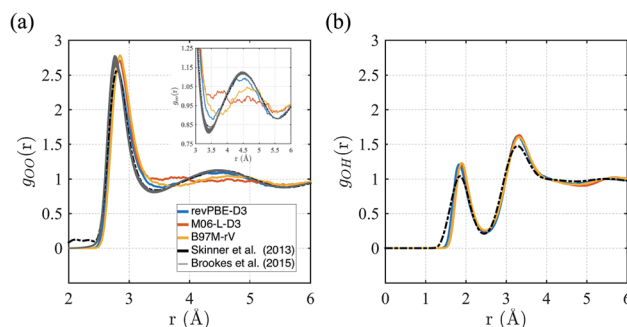 (a)
(b)
3
2.5
2
1.5
1
0.5
0
g_OO(r)
2 3 4 5 6
r (Å)
1.25
1.15
1.05
0.95
0.85
0.75
3 3.5 4 4.5 5 5.5 6
r (Å)
revPBE-D3
M06-L-D3
B97M-rV
Skinner et al. (2013)
Brookes et al. (2015)
3
2.5
2
1.5
1
0.5
0
g_OH(r)
0 1 2 3 4 5 6
r (Å)